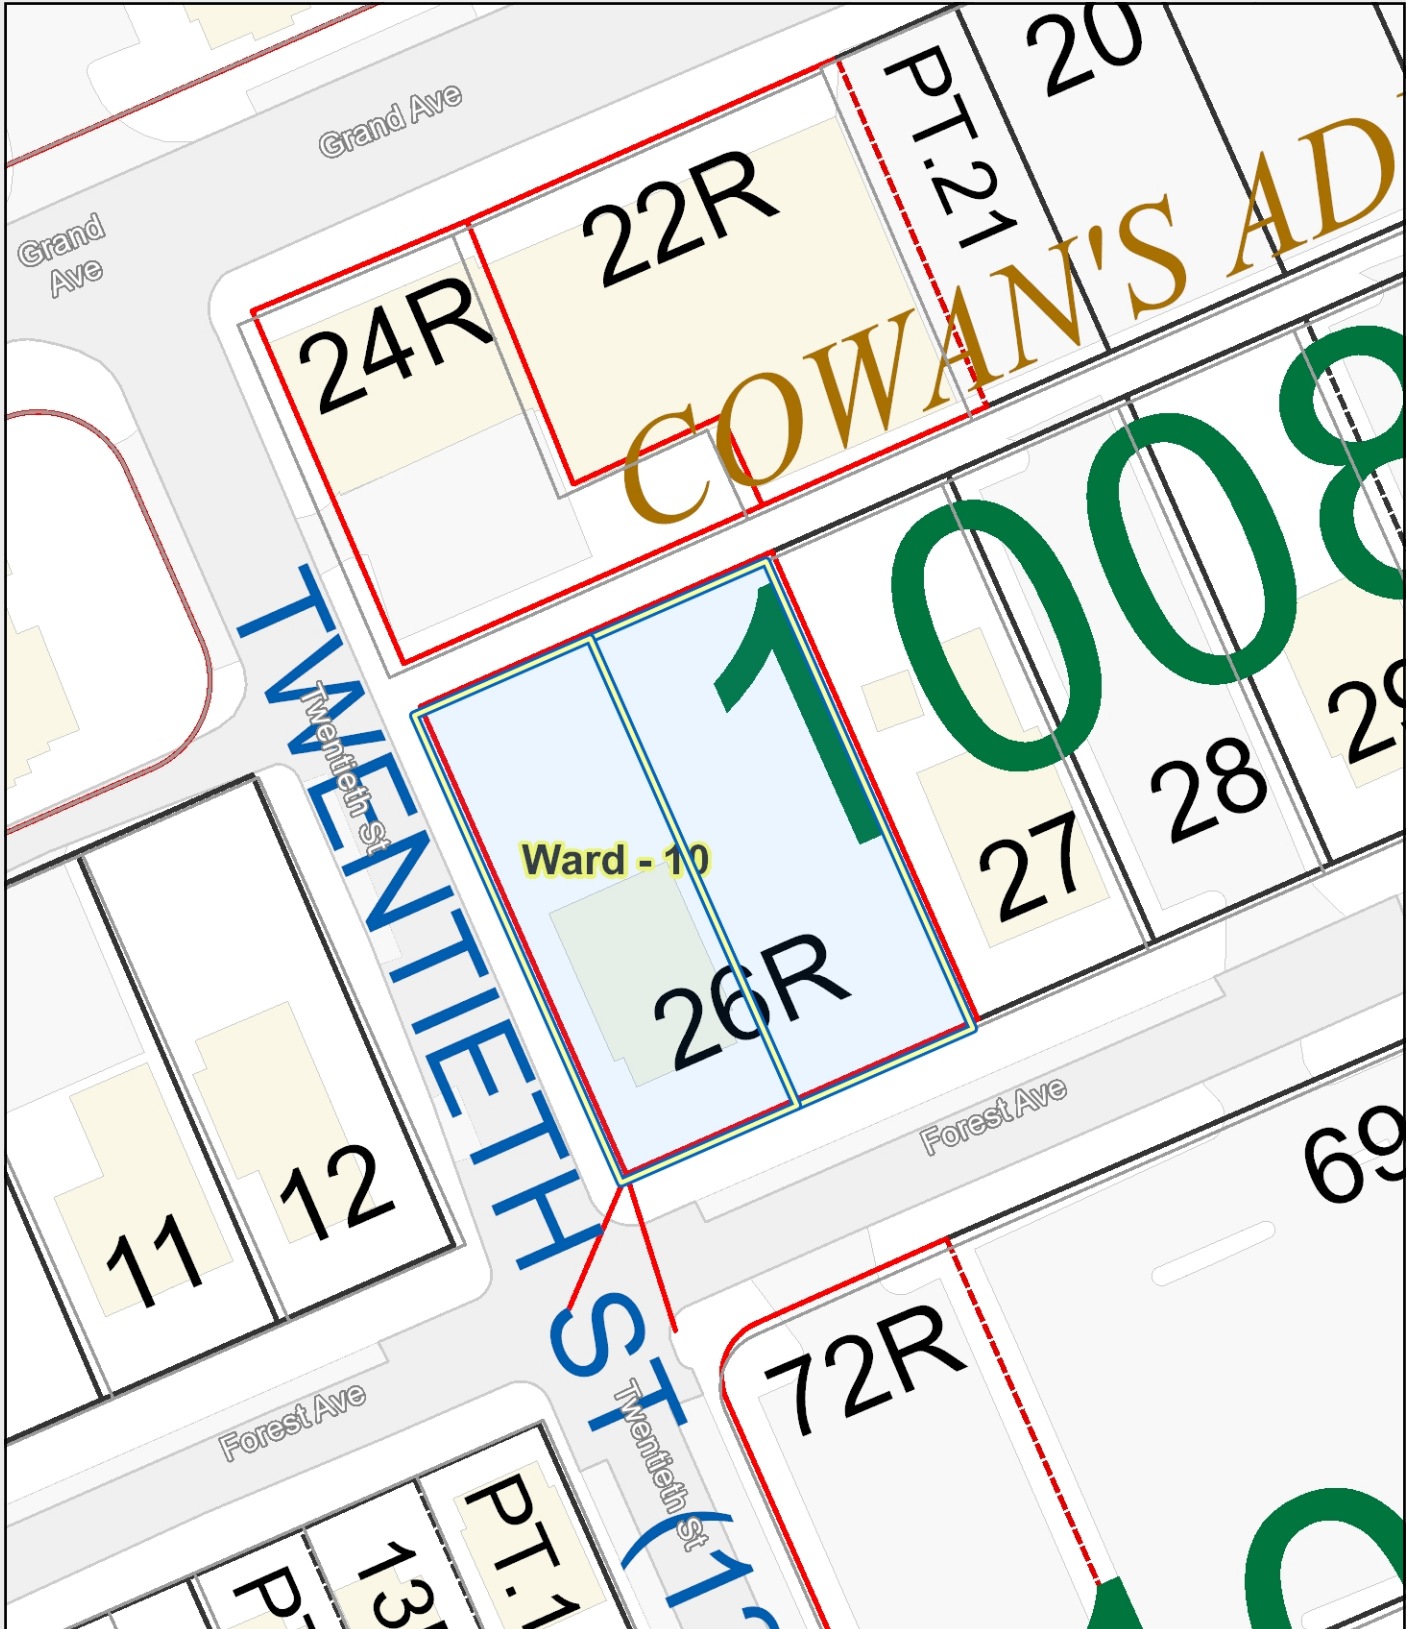 20
Grand Ave
PT.21
22R
Grand
Ave
24R
COWAN'S AD
1008
TWENTIETH ST (12
Twentieth St
29
28
27
Ward - 10
26R
Forest Ave
69
12
11
72R
Forest Ave
Twentieth St
PT.1
13